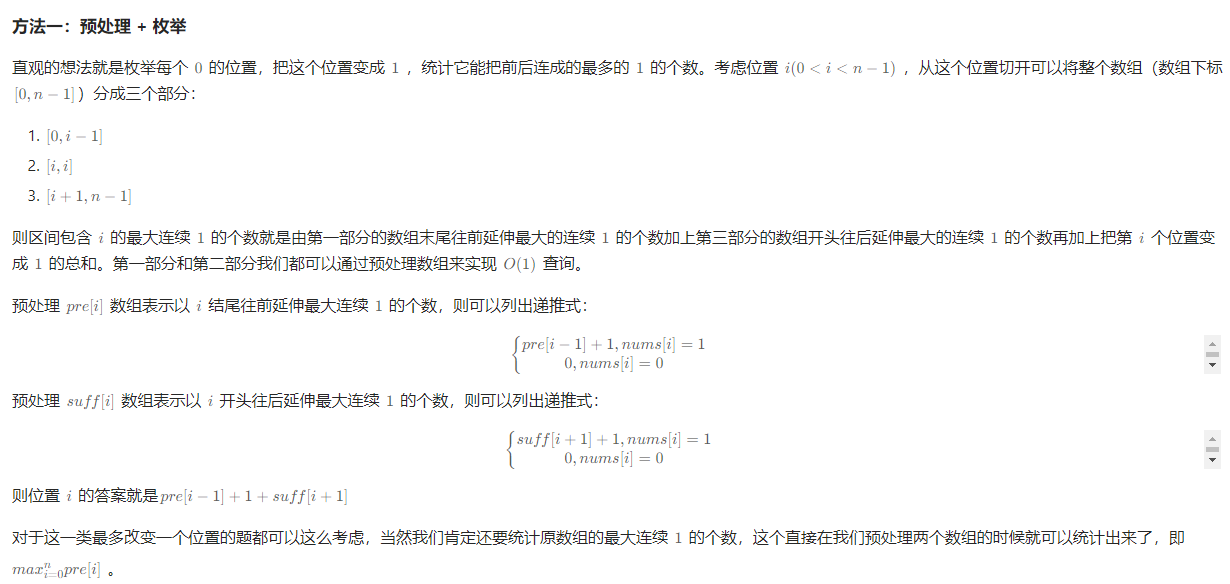 方法一：预处理 + 枚举
直观的想法就是枚举每个 0 的位置，把这个位置变成 1 ，统计它能把前后连成的最多的 1 的个数。考虑位置 i(0 < i < n − 1) ，从这个位置切开可以将整个数组（数组下标
[0, n − 1]）分成三个部分：
1. [0, i − 1]
2. [i, i]
3. [i + 1, n − 1]
则区间包含 i 的最大连续 1 的个数就是由第一部分的数组末尾往前延伸最大的连续 1 的个数加上第三部分的数组开头往后延伸最大的连续 1 的个数再加上把第 i 个位置变
成 1 的总和。第一部分和第二部分我们都可以通过预处理数组来实现 O(1) 查询。
预处理 pre[i] 数组表示以 i 结尾往前延伸最大连续 1 的个数，则可以列出递推式：
{pre[i − 1] + 1, nums[i] = 1
0, nums[i] = 0
预处理 suff[i] 数组表示以 i 开头往后延伸最大连续 1 的个数，则可以列出递推式：
{suff[i + 1] + 1, nums[i] = 1
0, nums[i] = 0
则位置 i 的答案就是pre[i − 1] + 1 + suff[i + 1]
对于这一类最多改变一个位置的题都可以这么考虑，当然我们肯定还要统计原数组的最大连续 1 的个数，这个直接在我们预处理两个数组的时候就可以统计出来了，即
max_{i=0}^{n}pre[i] 。